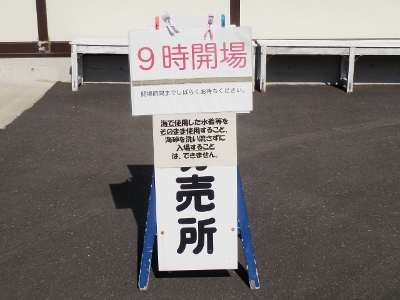 9時開場
開場時間までしばらくお待ちください。
海で使用した水着等を
そのまま使用すること、
海砂を洗い流さずに
入場すること
は、できません。
売所